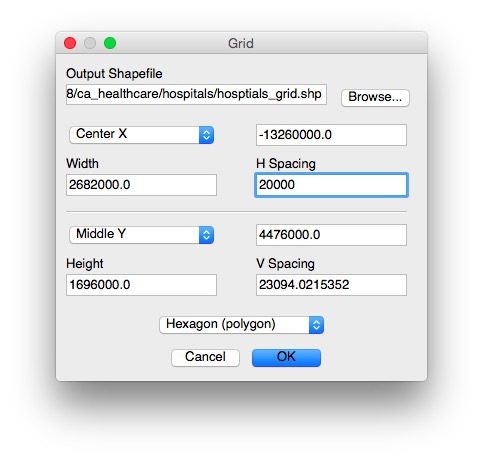 Grid
Output Shapefile
8/ca_healthcare/hospitals/hosptials_grid.shp Browse...
Center X -13260000.0
Width H Spacing
2682000.0 20000
Middle Y 4476000.0
Height V Spacing
1696000.0 23094.0215352
Hexagon (polygon)
Cancel OK